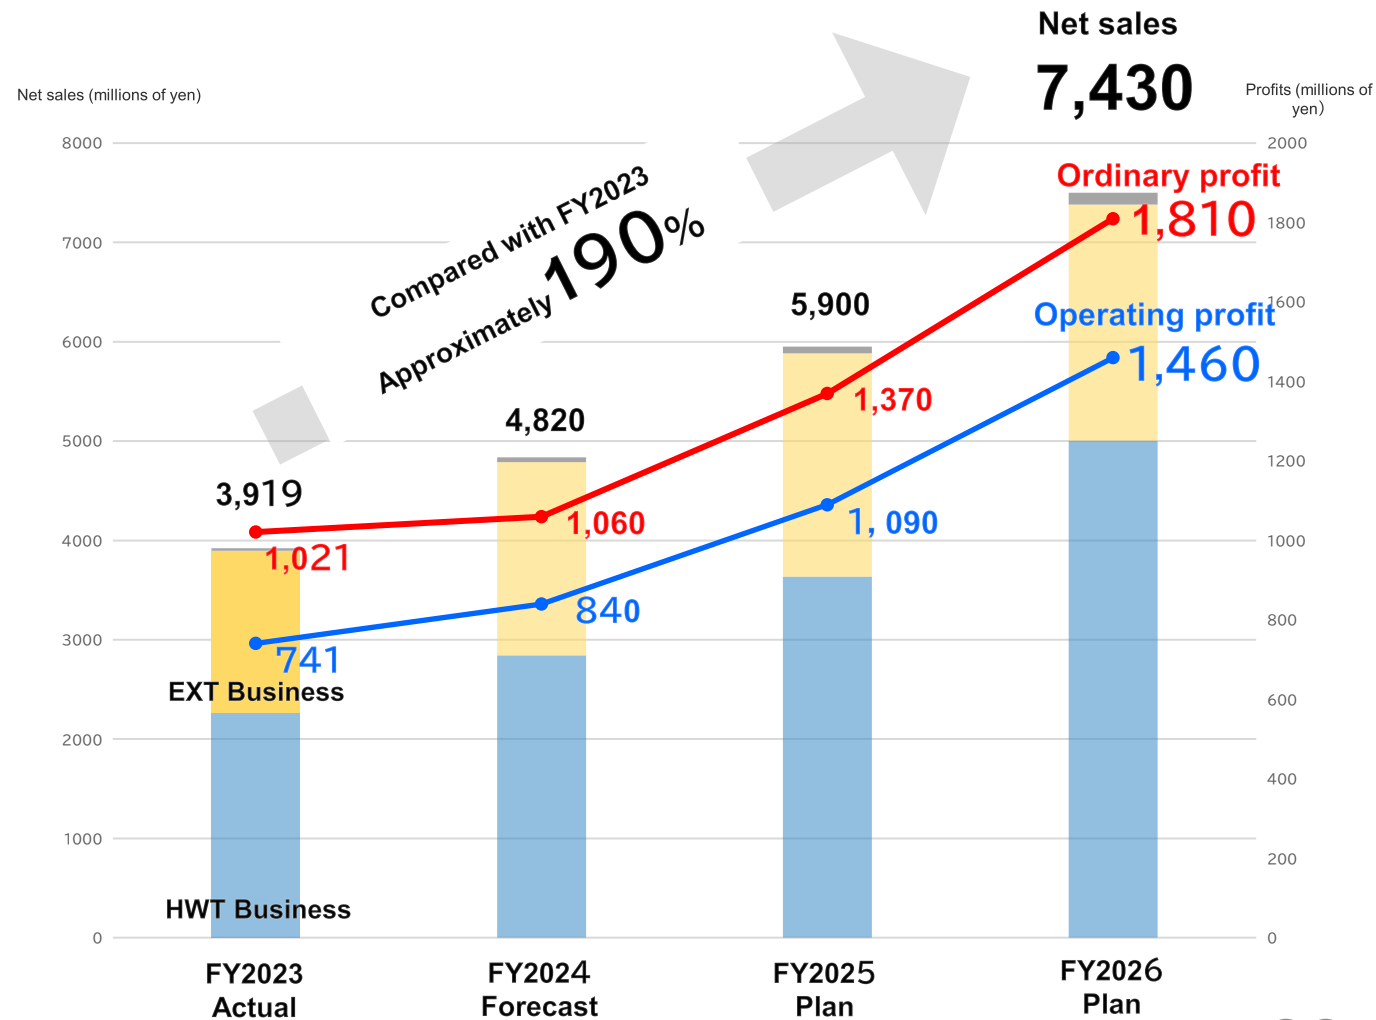 Net sales
7,430
Net sales (millions of yen)
Profits (millions of
yen)
8000
7000
6000
5000
4000
3000
2000
1000
0
2000
1800
1600
1400
1200
1000
800
600
400
200
0
Compared with FY2023
Approximately 190%
Ordinary profit
1,810
Operating profit
1,460
5,900
1,370
1, 090
4,820
1,060
840
3,919
1,021
741
EXT Business
HWT Business
FY2023
Actual
FY2024
Forecast
FY2025
Plan
FY2026
Plan